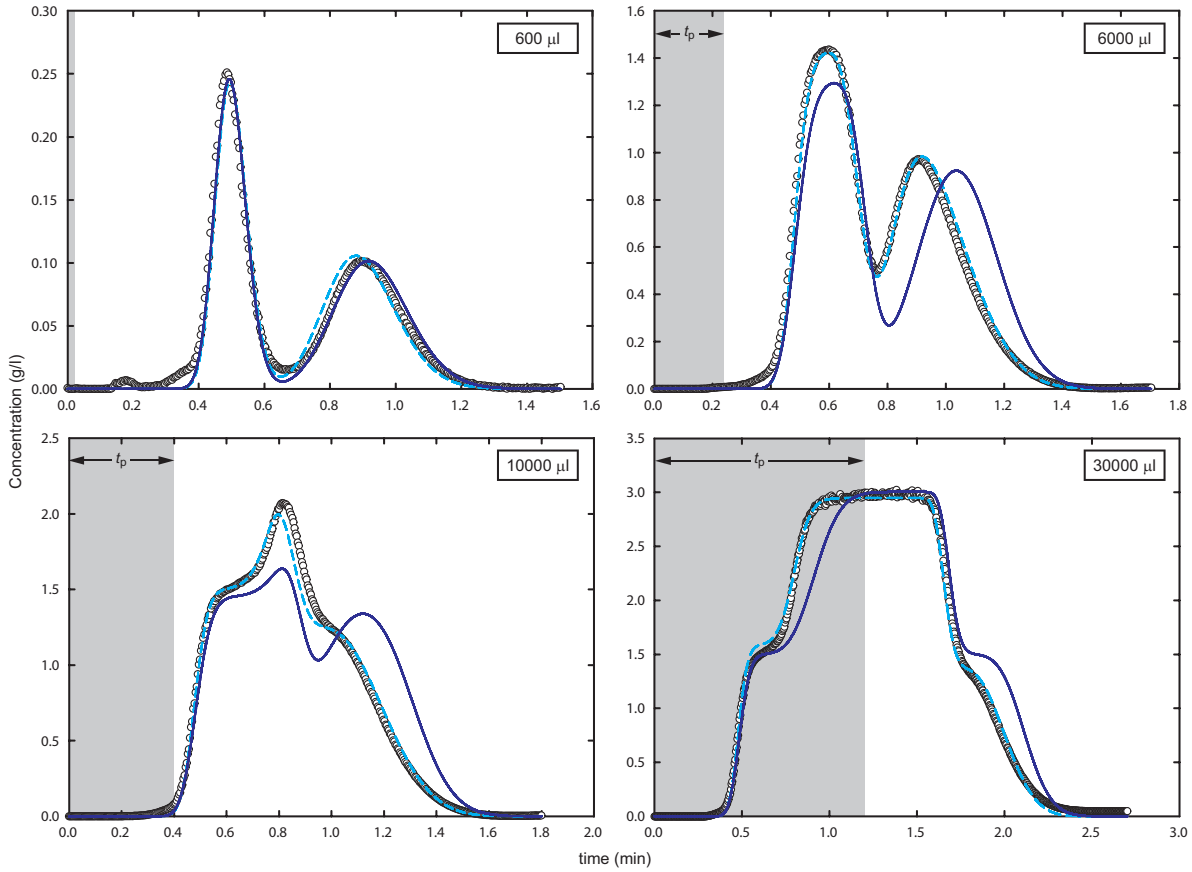 600 µl
0.30
0.25
0.20
0.15
0.10
0.05
0.00
0.0 0.2 0.4 0.6 0.8 1.0 1.2 1.4 1.6
tp
6000 µl
1.6
1.4
1.2
1.0
0.8
0.6
0.4
0.2
0.0
0.0 0.2 0.4 0.6 0.8 1.0 1.2 1.4 1.6 1.8
Concentration (g/l)
tp
10000 µl
2.5
2.0
1.5
1.0
0.5
0.0
0.0 0.2 0.4 0.6 0.8 1.0 1.2 1.4 1.6 1.8 2.0
tp
30000 µl
3.5
3.0
2.5
2.0
1.5
1.0
0.5
0.0
0.0 0.5 1.0 1.5 2.0 2.5 3.0
time (min)